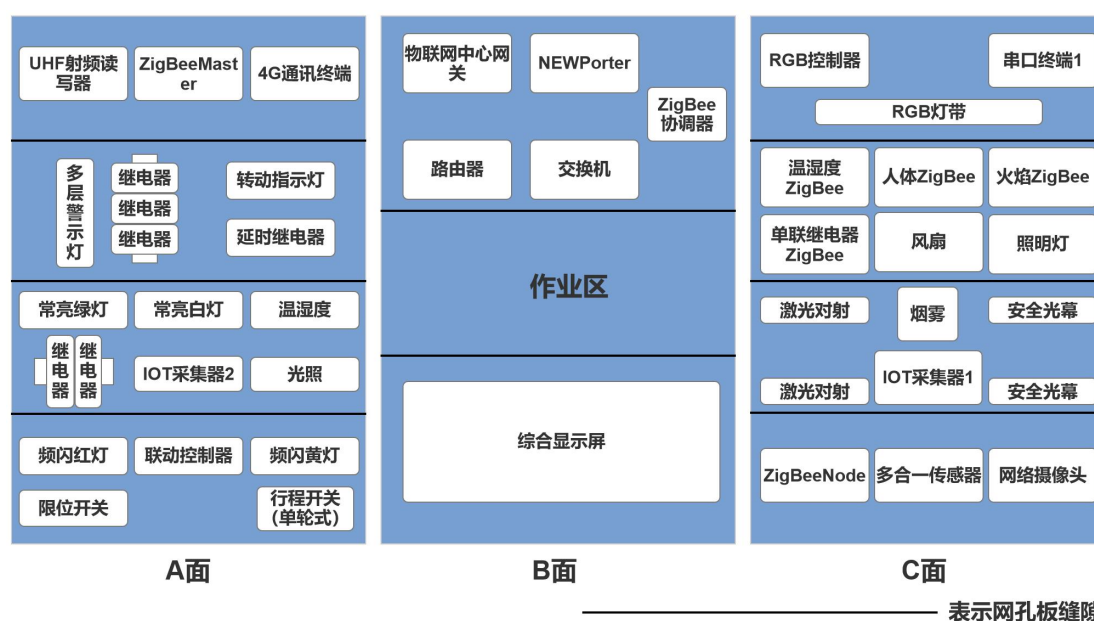 UHF射频读
写器
ZigBeeMast
er
4G通讯终端
多
层
警
示
灯
继电器
继电器
继电器
转动指示灯
延时继电器
常亮绿灯
常亮白灯
温湿度
继
电
器
继
电
器
IOT采集器2
光照
频闪红灯
联动控制器
频闪黄灯
限位开关
行程开关
（单轮式）
A面
物联网中心网
关
NEWPorter
ZigBee
协调器
路由器
交换机
作业区
综合显示屏
B面
RGB控制器
串口终端1
RGB灯带
温湿度
ZigBee
人体ZigBee
火焰ZigBee
单联继电器
ZigBee
风扇
照明灯
激光对射
烟雾
安全光幕
激光对射
IOT采集器1
安全光幕
ZigBeeNode
多合一传感器
网络摄像头
C面
表示网孔板缝隙